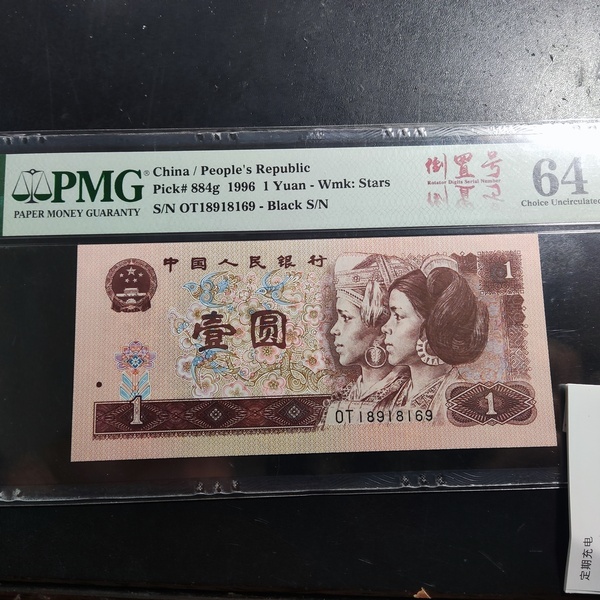 PMG®
PAPER MONEY GUARANTY
China / People's Republic
Pick# 884g 1996 1 Yuan - Wmk: Stars
S/N OT18918169 - Black S/N
倒置号
Rotator Digits Serial Number
64
Choice Uncirculated
中国人民银行
1
壹圆
1
1
OT18918169
定期充电